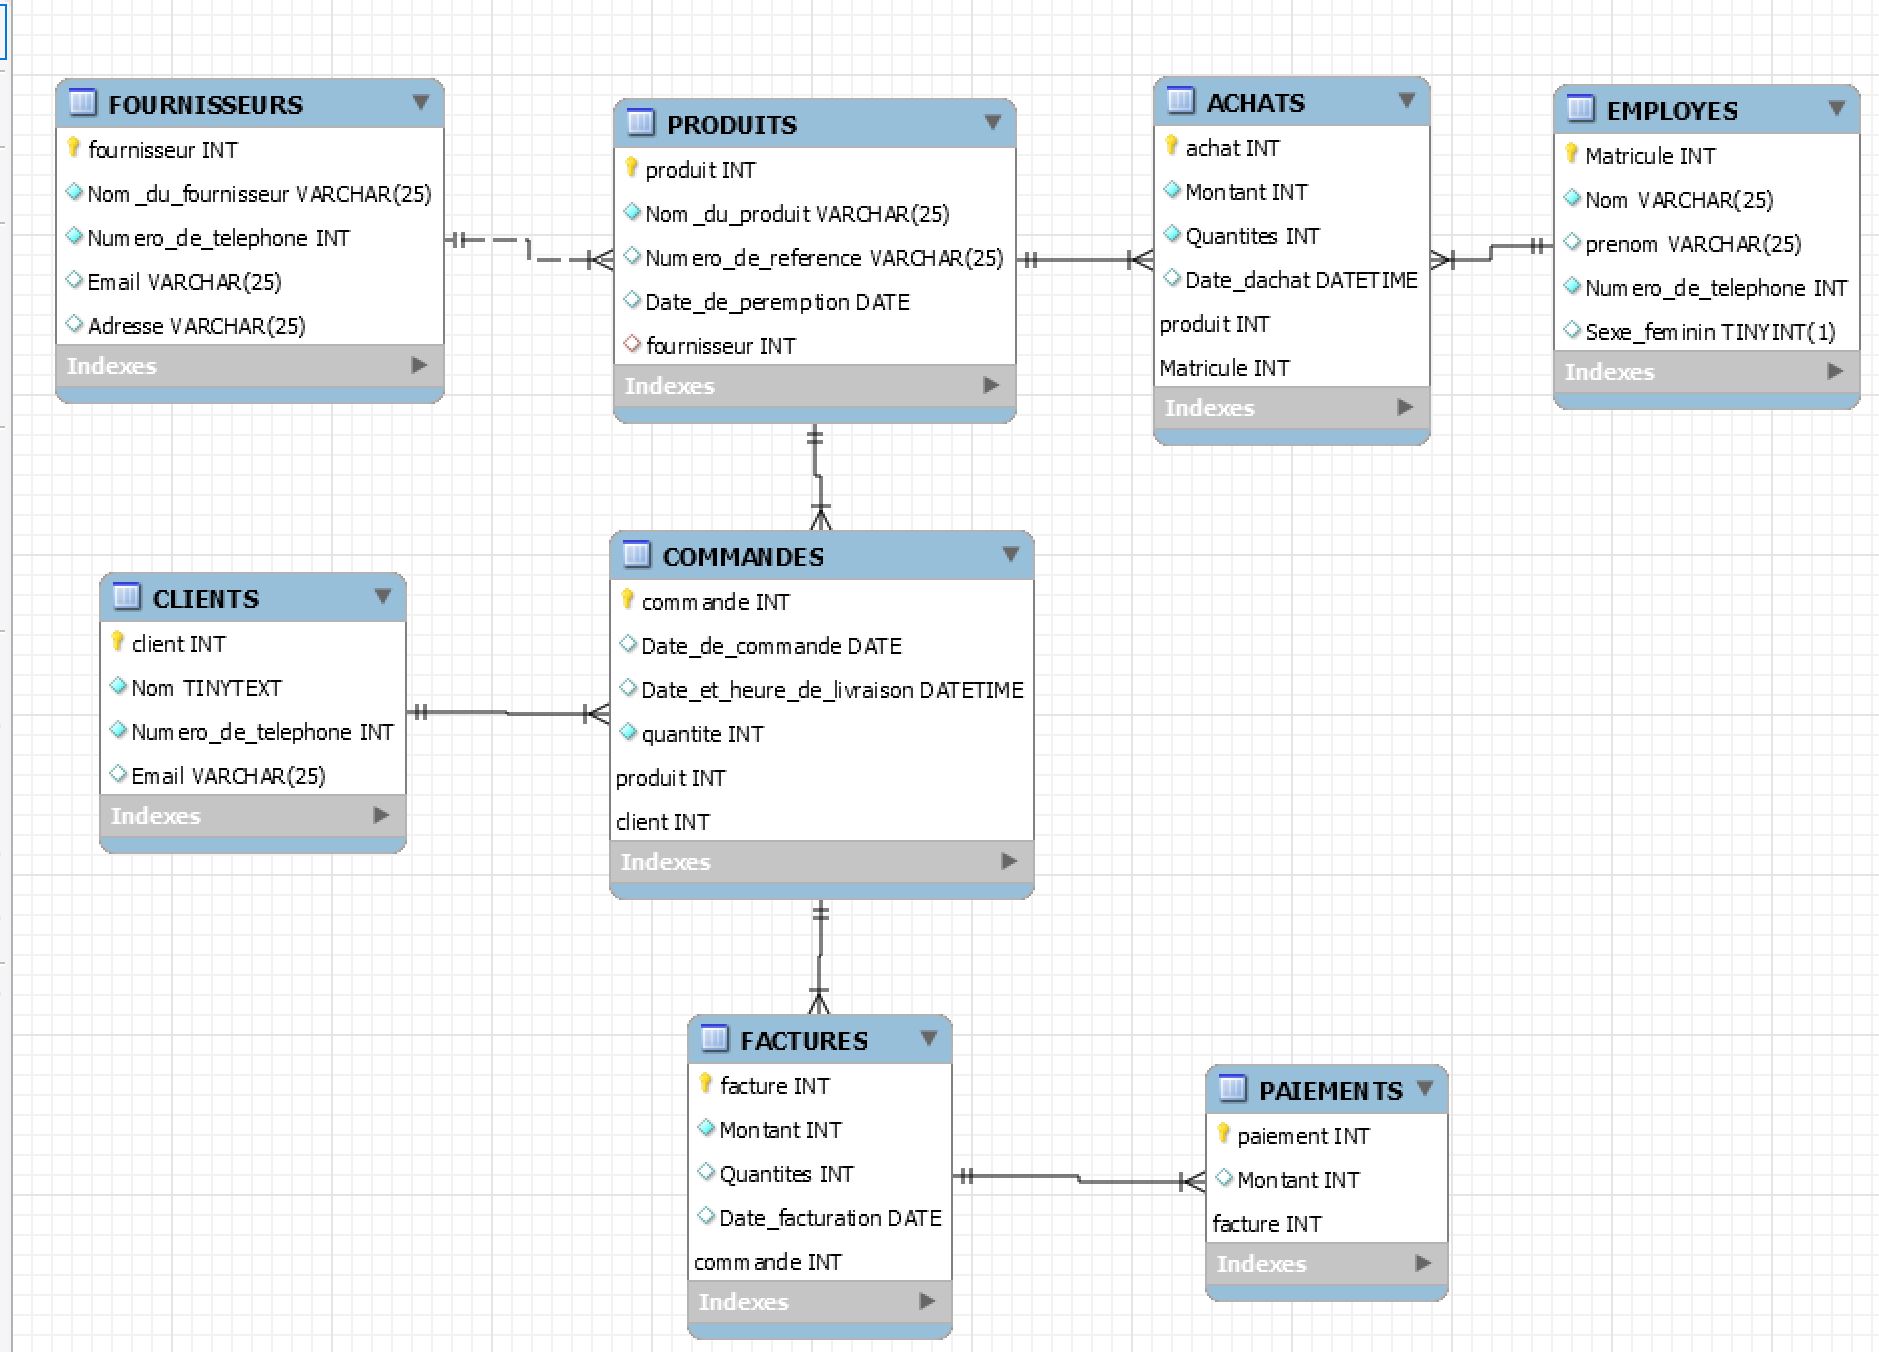 FOURNISSEURS
fournisseur INT
Nom_du_fournisseur VARCHAR(25)
Numero_de_telephone INT
Email VARCHAR(25)
Adresse VARCHAR(25)
Indexes
PRODUITS
produit INT
Nom_du_produit VARCHAR(25)
Numero_de_reference VARCHAR(25)
Date_de_peremption DATE
fournisseur INT
Indexes
ACHATS
achat INT
Montant INT
Quantites INT
Date_dachat DATETIME
produit INT
Matricule INT
Indexes
EMPLOYES
Matricule INT
Nom VARCHAR(25)
prenom VARCHAR(25)
Numero_de_telephone INT
Sexe_feminin TINYINT(1)
Indexes
CLIENTS
client INT
Nom TINYTEXT
Numero_de_telephone INT
Email VARCHAR(25)
Indexes
COMMANDES
commande INT
Date_de_commande DATE
Date_et_heure_de_livraison DATETIME
quantite INT
produit INT
client INT
Indexes
FACTURES
facture INT
Montant INT
Quantites INT
Date_facturation DATE
commande INT
Indexes
PAIEMENTS
paiement INT
Montant INT
facture INT
Indexes